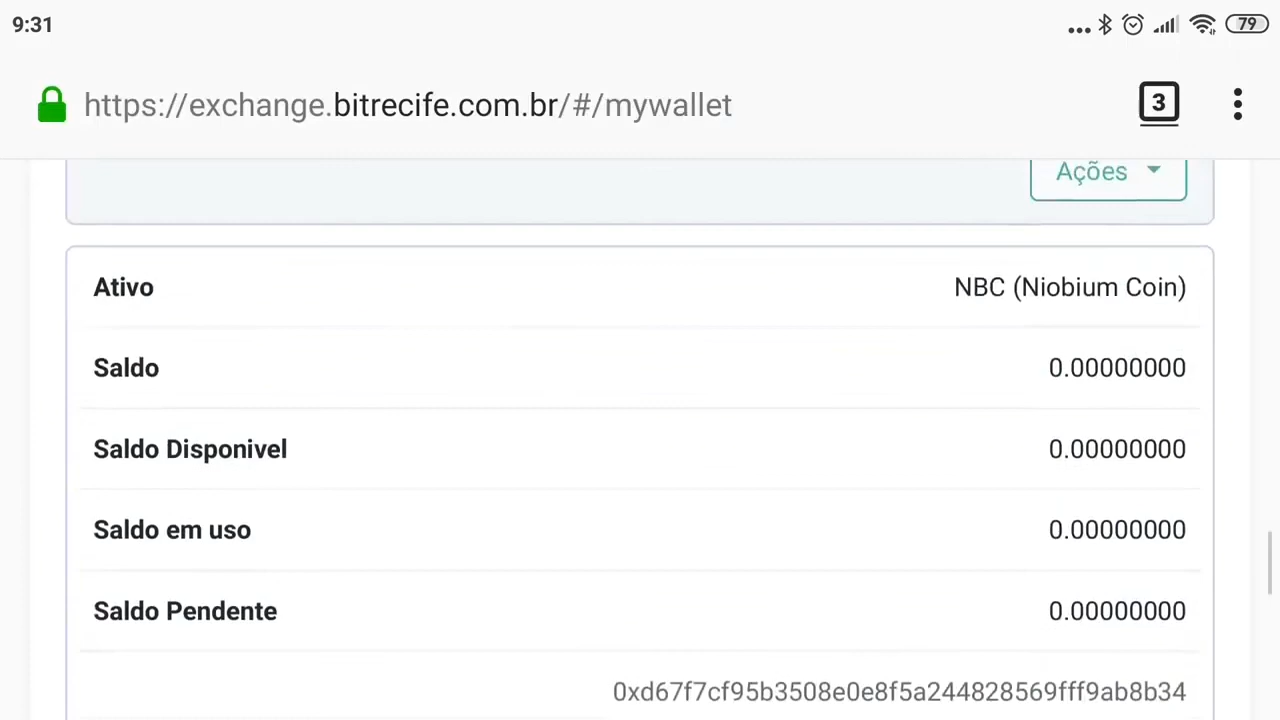 9:31
79
https://exchange.bitrecife.com.br/#/mywallet
3
Ações
Ativo NBC (Niobium Coin)
Saldo 0.00000000
Saldo Disponivel 0.00000000
Saldo em uso 0.00000000
Saldo Pendente 0.00000000
0xd67f7cf95b3508e0e8f5a244828569fff9ab8b34